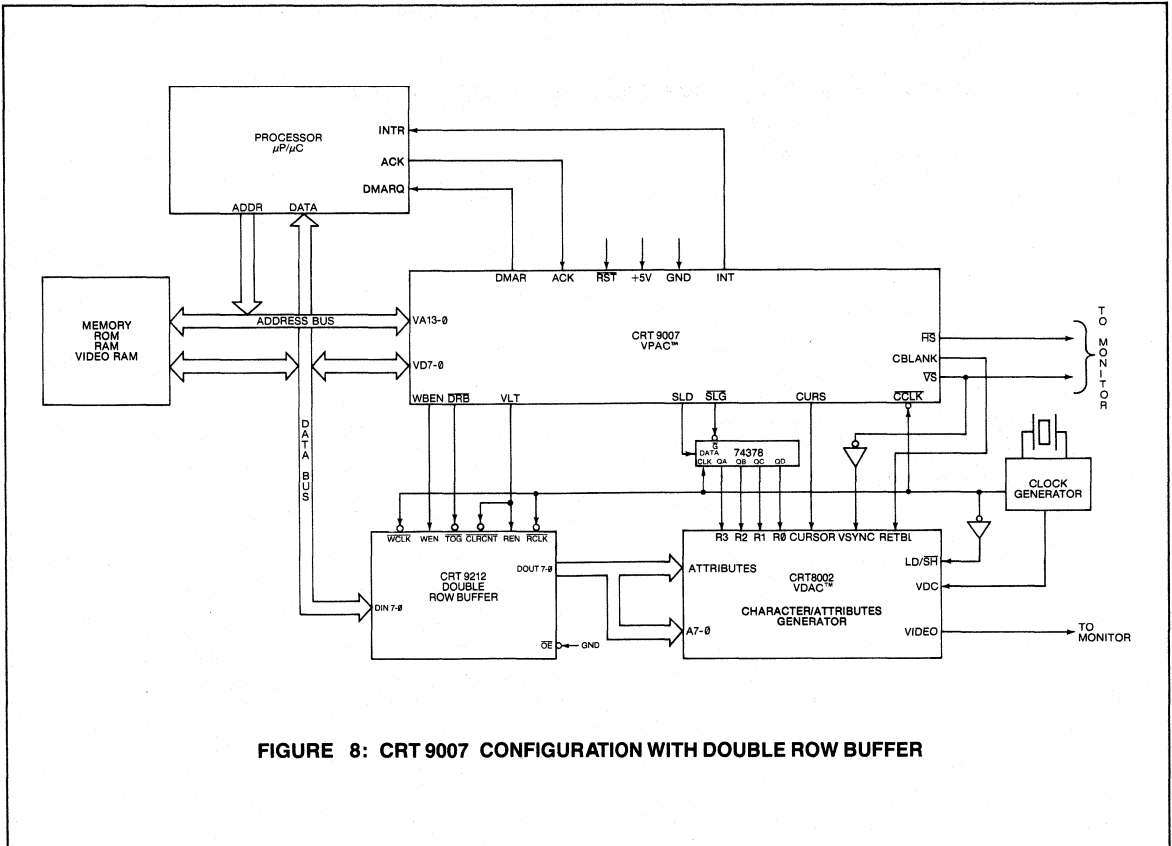 PROCESSOR
μP/μC
INTR
ACK
DMARQ
ADDR DATA
MEMORY
ROM
RAM
VIDEO RAM
ADDRESS BUS
DATA BUS
DMAR ACK RST +5V GND INT
VA13-0
VD7-0
CRT 9007
VPAC™
HS
CBLANK
VS
TO MONITOR
WBEN DRB VLT SLD SLG CURS CCLK
G
DATA 74378
CLK QA QB QC QD
CLOCK
GENERATOR
WCLK WEN TOG CLRCNT REN RCLK
CRT 9212
DOUBLE
ROW BUFFER
DOUT 7-0
DIN 7-0
OE GND
R3 R2 R1 R0 CURSOR VSYNC RETBL
ATTRIBUTES
A7-0
CRT8002
VDAC™
CHARACTER/ATTRIBUTES
GENERATOR
LD/SH
VDC
VIDEO
TO
MONITOR
FIGURE 8: CRT 9007 CONFIGURATION WITH DOUBLE ROW BUFFER